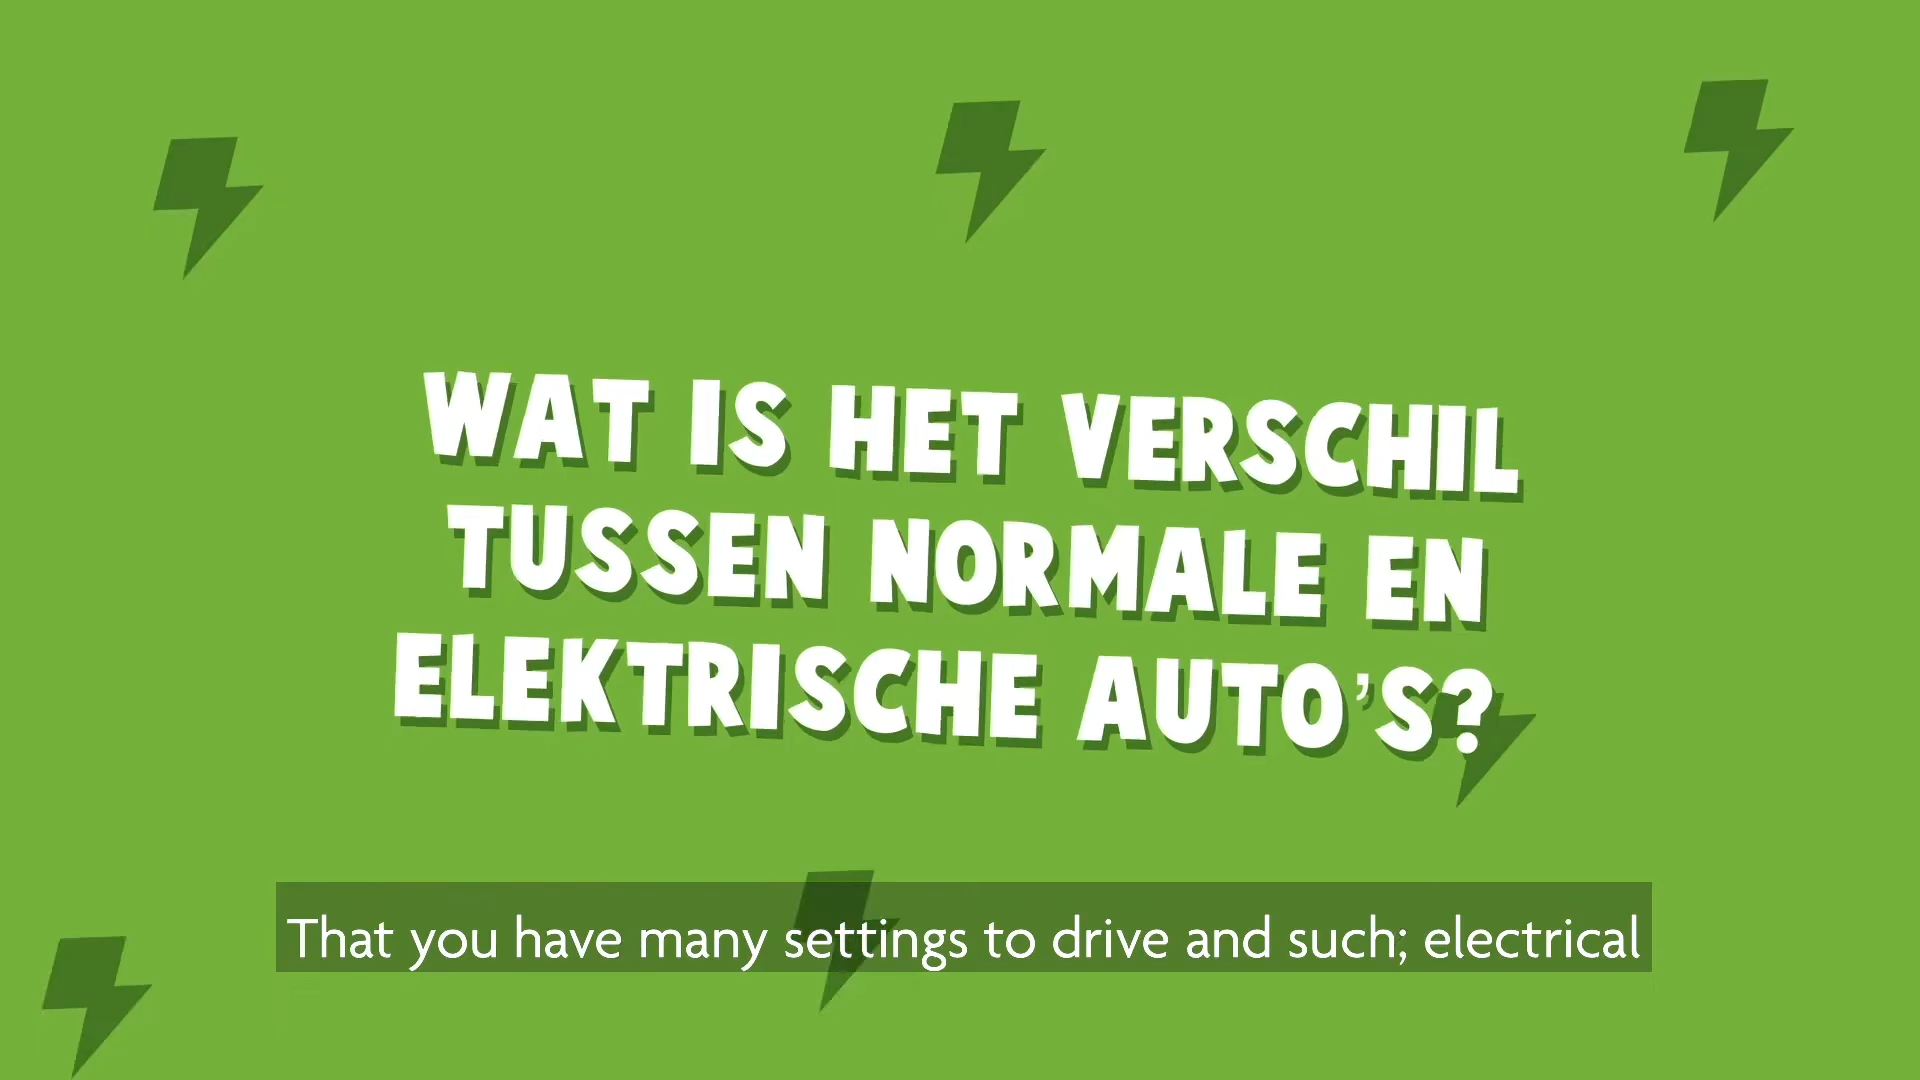 WAT IS HET VERSCHIL
TUSSEN NORMALE EN
ELEKTRISCHE AUTO'S?
That you have many settings to drive and such; electrical